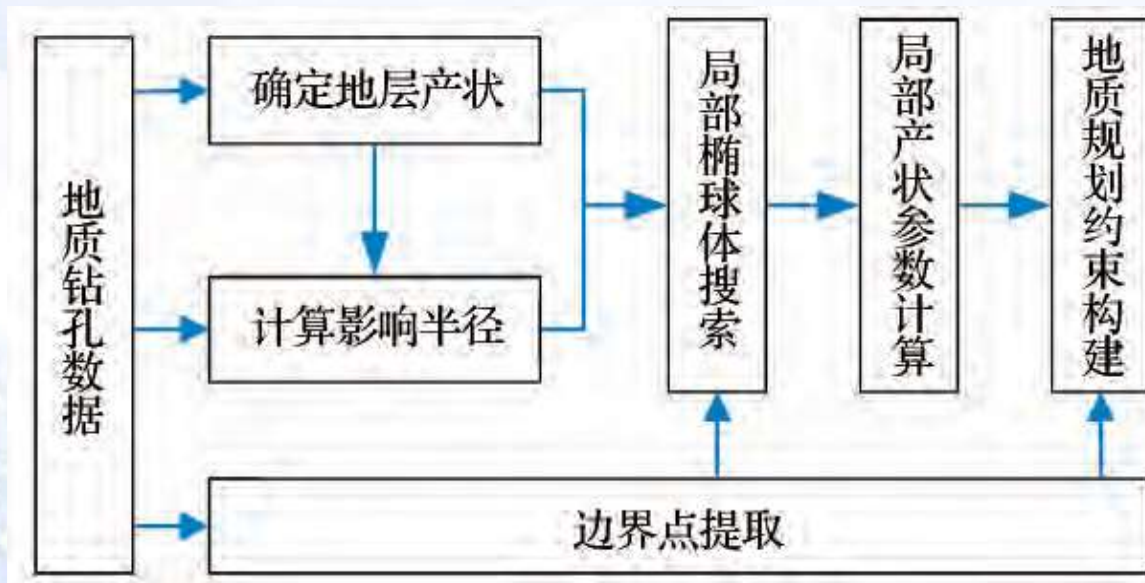 地质钻孔数据
确定地层产状
计算影响半径
边界点提取
局部椭球体搜索
局部产状参数计算
地质规划约束构建